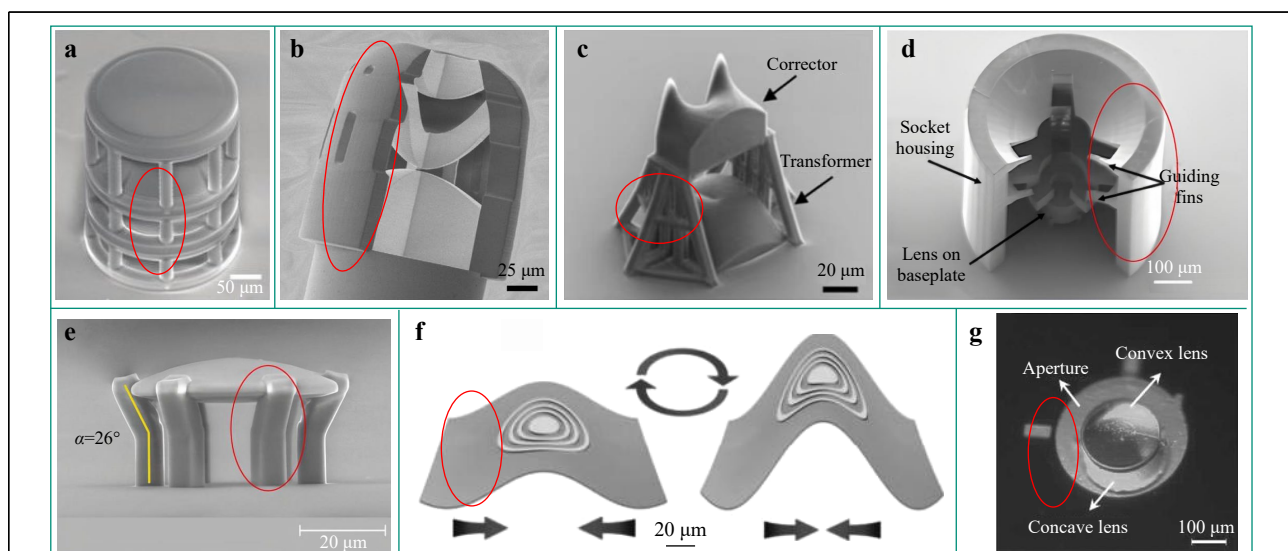 a
50 μm
b
25 μm
c
Corrector
Transformer
20 μm
d
Socket
housing
Guiding
fins
Lens on
baseplate
100 μm
e
α=26°
20 μm
f
20 μm
g
Convex lens
Aperture
Concave lens
100 μm